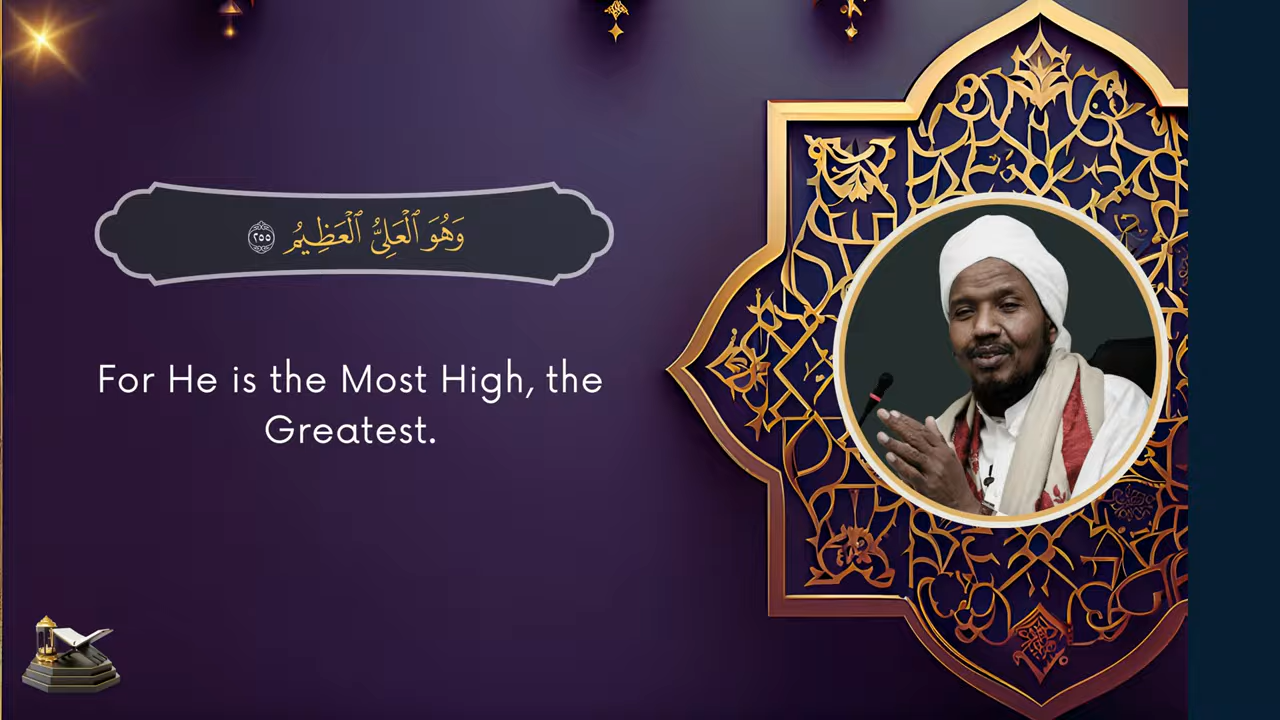 وَهُوَ ٱلْعَلِىُّ ٱلْعَظِيمُ ٢٥٥
For He is the Most High, the
Greatest.